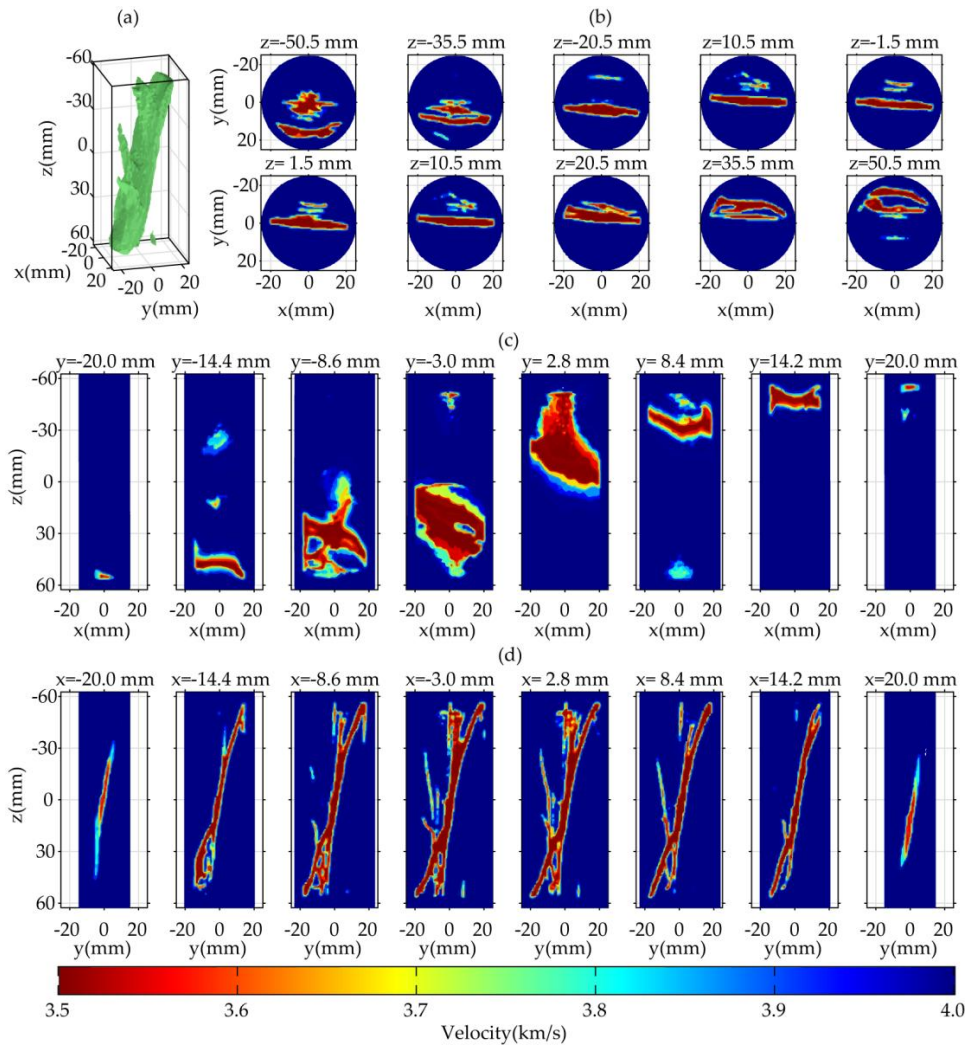 (a)
(b)
-60
-30
0
30
60
z(mm)
-20
0
20
x(mm)
-20
0
20
y(mm)
z=-50.5 mm z=-35.5 mm z=-20.5 mm z=10.5 mm z=-1.5 mm
-20
0
20
y(mm)
z= 1.5 mm z=10.5 mm z=20.5 mm z=35.5 mm z=50.5 mm
-20
0
20
y(mm)
-20 0 20 -20 0 20 -20 0 20 -20 0 20 -20 0 20
x(mm) x(mm) x(mm) x(mm) x(mm)
(c)
y=-20.0 mm y=-14.4 mm y=-8.6 mm y=-3.0 mm y= 2.8 mm y= 8.4 mm y=14.2 mm y=20.0 mm
-60
-30
0
30
60
z(mm)
-20 0 20 -20 0 20 -20 0 20 -20 0 20 -20 0 20 -20 0 20 -20 0 20 -20 0 20
x(mm) x(mm) x(mm) x(mm) x(mm) x(mm) x(mm) x(mm)
(d)
x=-20.0 mm x=-14.4 mm x=-8.6 mm x=-3.0 mm x= 2.8 mm x= 8.4 mm x=14.2 mm x=20.0 mm
-60
-30
0
30
60
z(mm)
-20 0 20 -20 0 20 -20 0 20 -20 0 20 -20 0 20 -20 0 20 -20 0 20 -20 0 20
y(mm) y(mm) y(mm) y(mm) y(mm) y(mm) y(mm) y(mm)
3.5 3.6 3.7 3.8 3.9 4.0
Velocity(km/s)